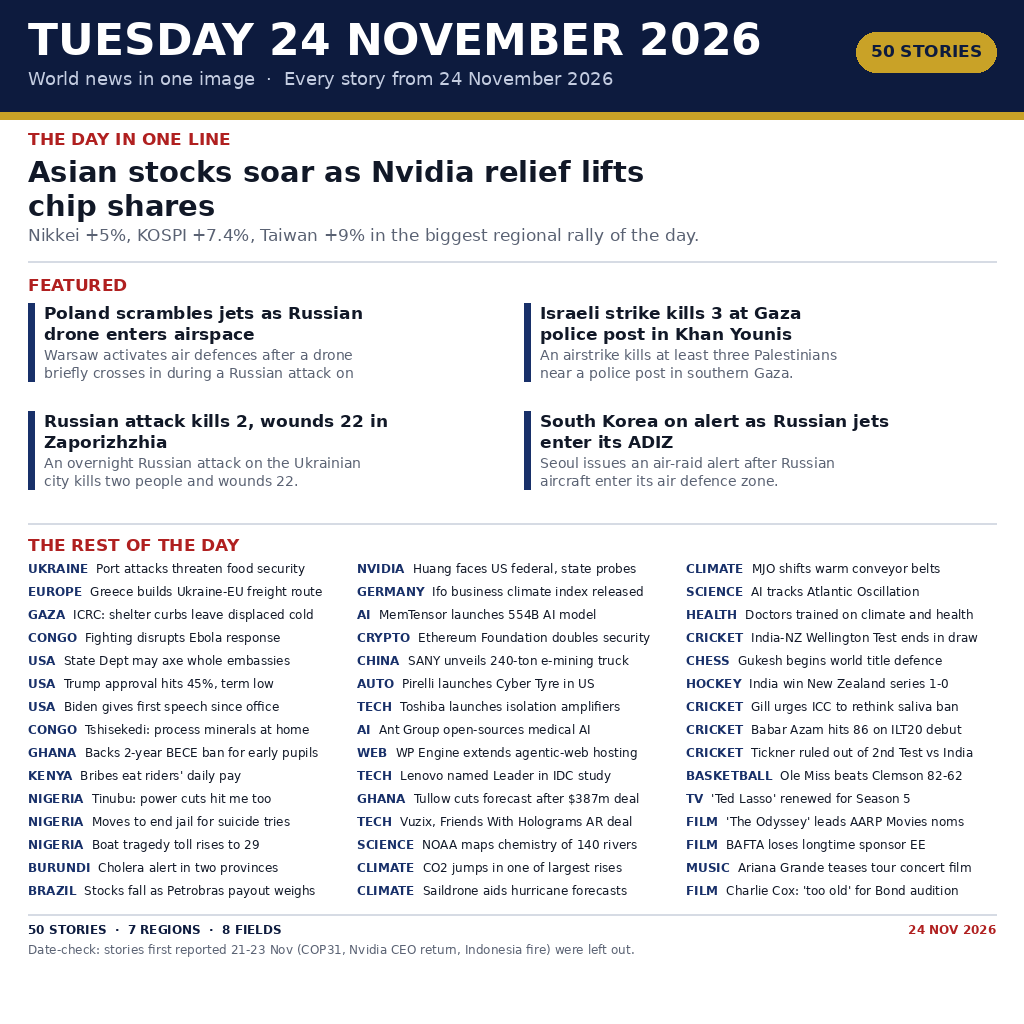 TUESDAY 24 NOVEMBER 2026
World news in one image · Every story from 24 November 2026
50 STORIES
THE DAY IN ONE LINE
Asian stocks soar as Nvidia relief lifts
chip shares
Nikkei +5%, KOSPI +7.4%, Taiwan +9% in the biggest regional rally of the day.
FEATURED
Poland scrambles jets as Russian
drone enters airspace
Warsaw activates air defences after a drone
briefly crosses in during a Russian attack on
Israeli strike kills 3 at Gaza
police post in Khan Younis
An airstrike kills at least three Palestinians
near a police post in southern Gaza.
Russian attack kills 2, wounds 22 in
Zaporizhzhia
An overnight Russian attack on the Ukrainian
city kills two people and wounds 22.
South Korea on alert as Russian jets
enter its ADIZ
Seoul issues an air-raid alert after Russian
aircraft enter its air defence zone.
THE REST OF THE DAY
UKRAINE Port attacks threaten food security
EUROPE Greece builds Ukraine-EU freight route
GAZA ICRC: shelter curbs leave displaced cold
CONGO Fighting disrupts Ebola response
USA State Dept may axe whole embassies
USA Trump approval hits 45%, term low
USA Biden gives first speech since office
CONGO Tshisekedi: process minerals at home
GHANA Backs 2-year BECE ban for early pupils
KENYA Bribes eat riders' daily pay
NIGERIA Tinubu: power cuts hit me too
NIGERIA Moves to end jail for suicide tries
NIGERIA Boat tragedy toll rises to 29
BURUNDI Cholera alert in two provinces
BRAZIL Stocks fall as Petrobras payout weighs
NVIDIA Huang faces US federal, state probes
GERMANY Ifo business climate index released
AI MemTensor launches 554B AI model
CRYPTO Ethereum Foundation doubles security
CHINA SANY unveils 240-ton e-mining truck
AUTO Pirelli launches Cyber Tyre in US
TECH Toshiba launches isolation amplifiers
AI Ant Group open-sources medical AI
WEB WP Engine extends agentic-web hosting
TECH Lenovo named Leader in IDC study
GHANA Tullow cuts forecast after $387m deal
TECH Vuzix, Friends With Holograms AR deal
SCIENCE NOAA maps chemistry of 140 rivers
CLIMATE CO2 jumps in one of largest rises
CLIMATE Saildrone aids hurricane forecasts
CLIMATE MJO shifts warm conveyor belts
SCIENCE AI tracks Atlantic Oscillation
HEALTH Doctors trained on climate and health
CRICKET India-NZ Wellington Test ends in draw
CHESS Gukesh begins world title defence
HOCKEY India win New Zealand series 1-0
CRICKET Gill urges ICC to rethink saliva ban
CRICKET Babar Azam hits 86 on ILT20 debut
CRICKET Tickner ruled out of 2nd Test vs India
BASKETBALL Ole Miss beats Clemson 82-62
TV 'Ted Lasso' renewed for Season 5
FILM 'The Odyssey' leads AARP Movies noms
FILM BAFTA loses longtime sponsor EE
MUSIC Ariana Grande teases tour concert film
FILM Charlie Cox: 'too old' for Bond audition
50 STORIES · 7 REGIONS · 8 FIELDS
24 NOV 2026
Date-check: stories first reported 21-23 Nov (COP31, Nvidia CEO return, Indonesia fire) were left out.